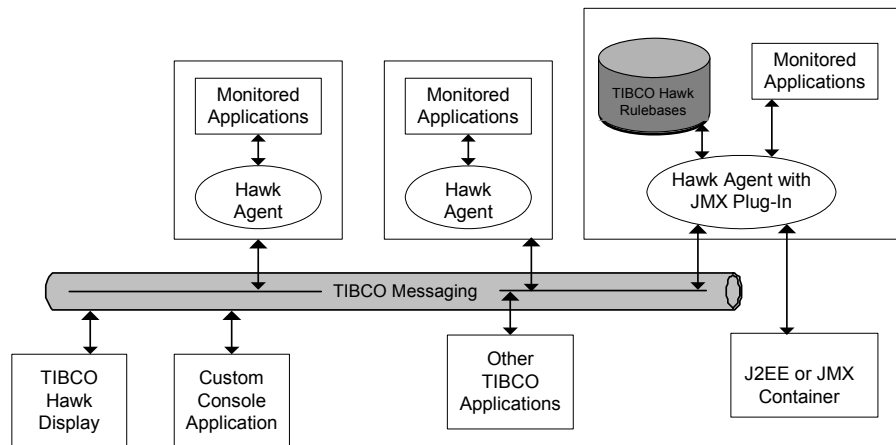 Monitored
Applications
Hawk
Agent
Monitored
Applications
Hawk
Agent
TIBCO Hawk
Rulebases
Monitored
Applications
Hawk Agent with
JMX Plug-In
TIBCO Messaging
TIBCO
Hawk
Display
Custom
Console
Application
Other
TIBCO
Applications
J2EE or JMX
Container